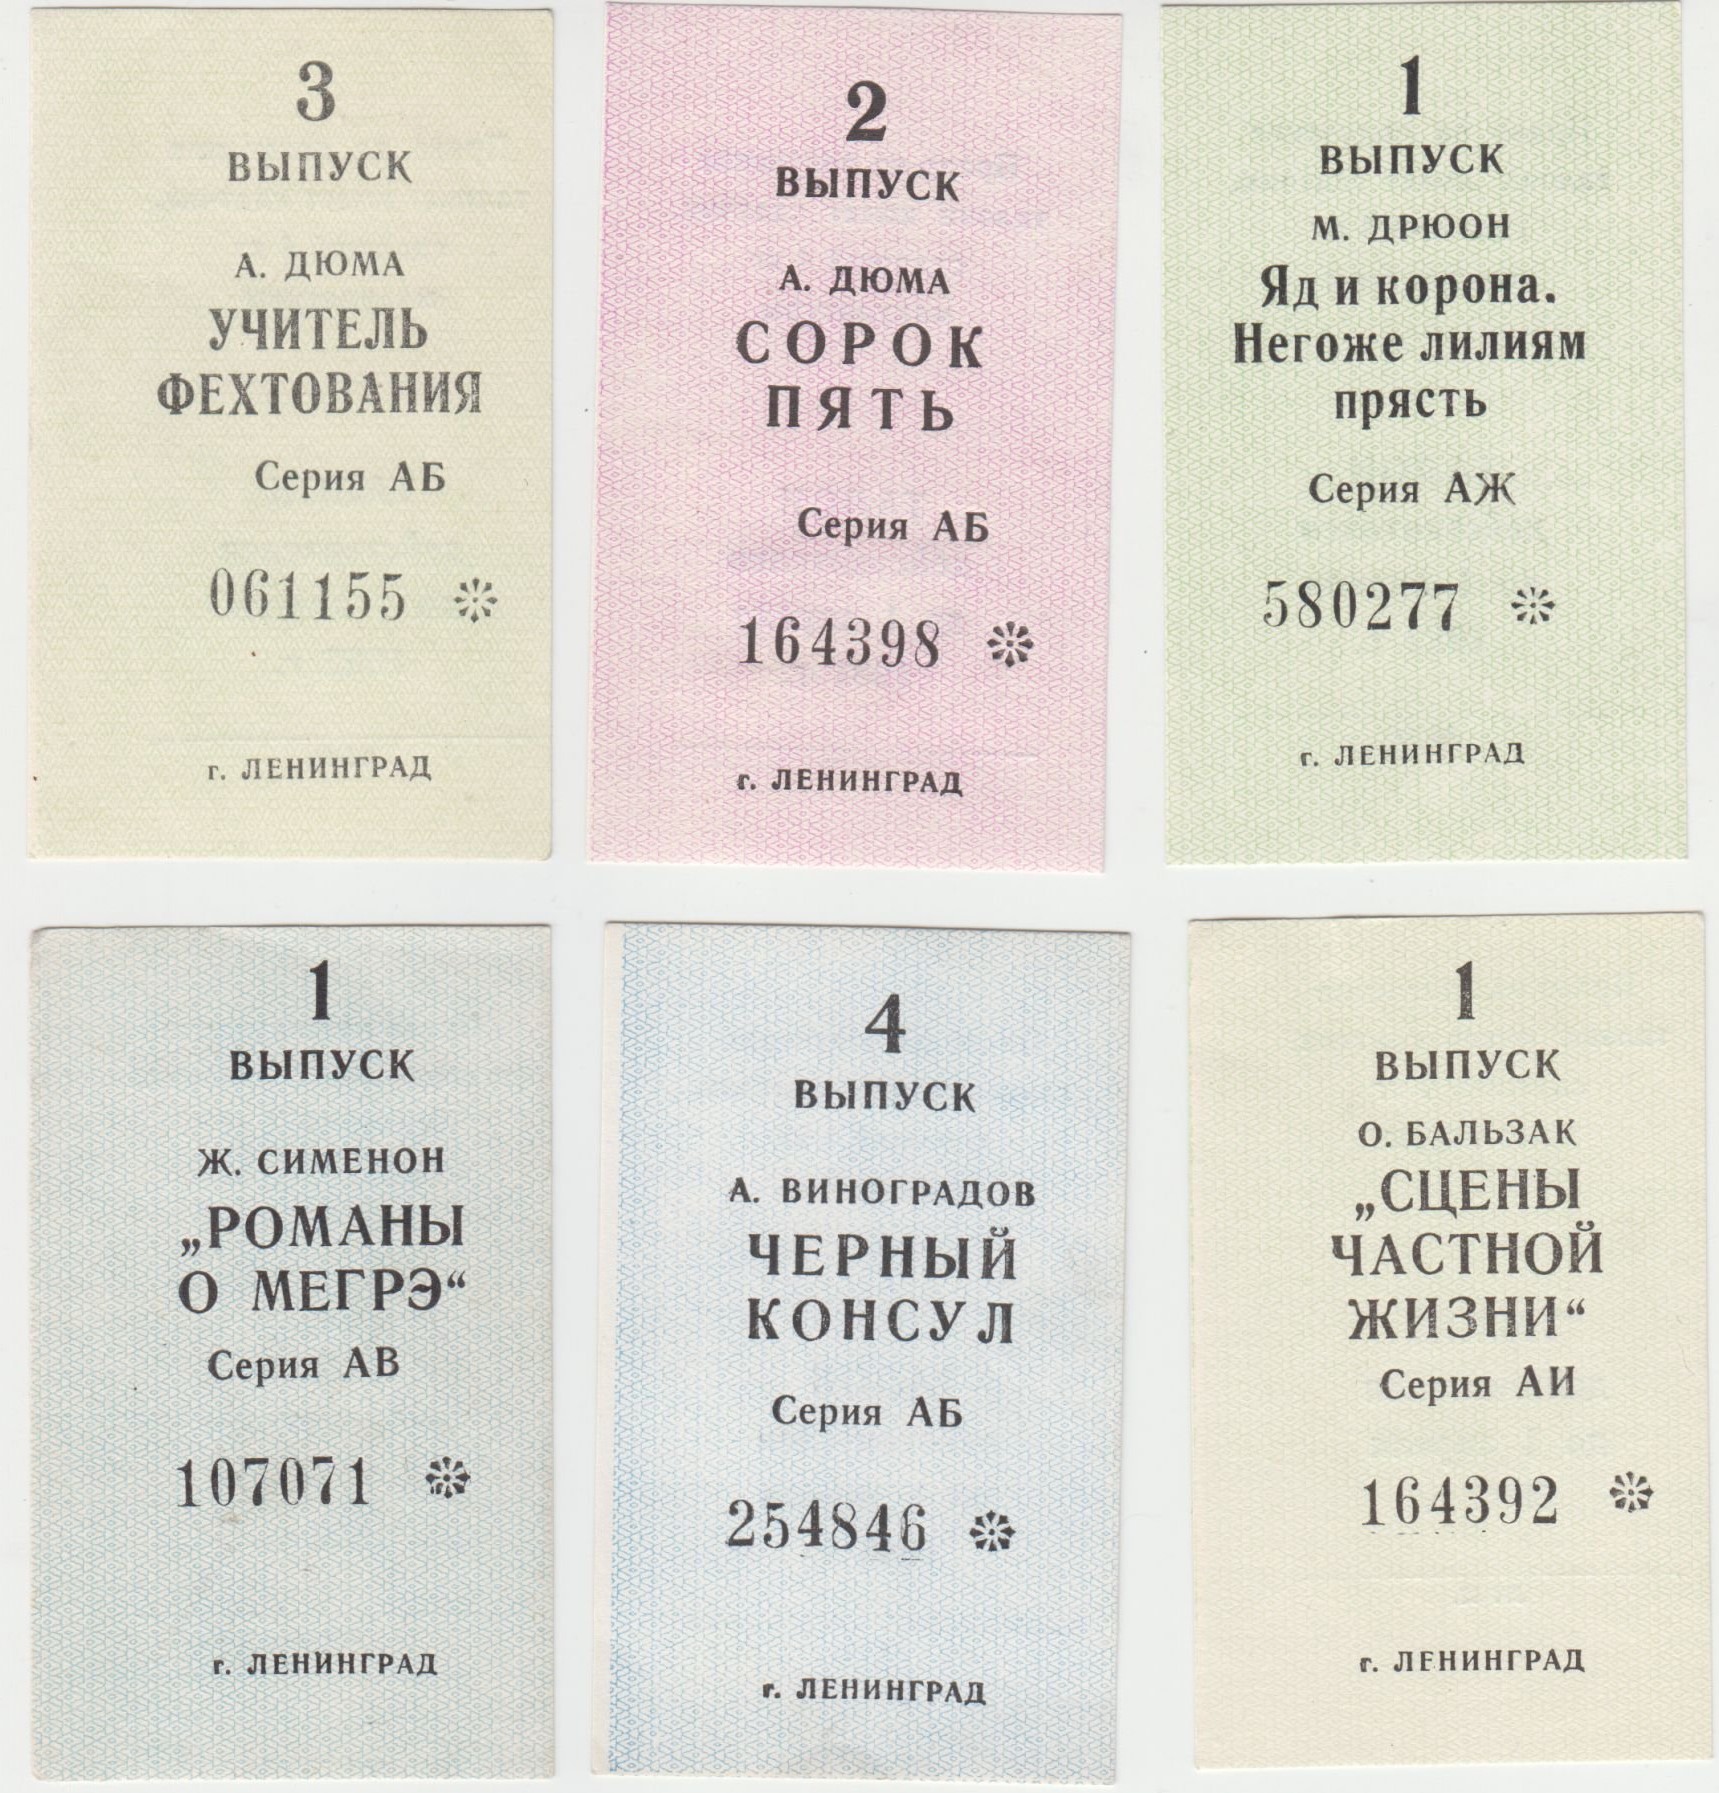 3
ВЫПУСК
А. ДЮМА
УЧИТЕЛЬ
ФЕХТОВАНИЯ
Серия АБ
061155
г. ЛЕНИНГРАД
2
ВЫПУСК
А. ДЮМА
СОРОК
ПЯТЬ
Серия АБ
164398
г. ЛЕНИНГРАД
1
ВЫПУСК
М. ДРЮОН
Яд и корона.
Негоже лилиям
прясть
Серия АЖ
580277
г. ЛЕНИНГРАД
1
ВЫПУСК
Ж. СИМЕНОН
„РОМАНЫ
О МЕГРЭ“
Серия АВ
107071
г. ЛЕНИНГРАД
4
ВЫПУСК
А. ВИНОГРАДОВ
ЧЕРНЫЙ
КОНСУЛ
Серия АБ
254846
г. ЛЕНИНГРАД
1
ВЫПУСК
О. БАЛЬЗАК
„СЦЕНЫ
ЧАСТНОЙ
ЖИЗНИ“
Серия АИ
164392
г. ЛЕНИНГРАД